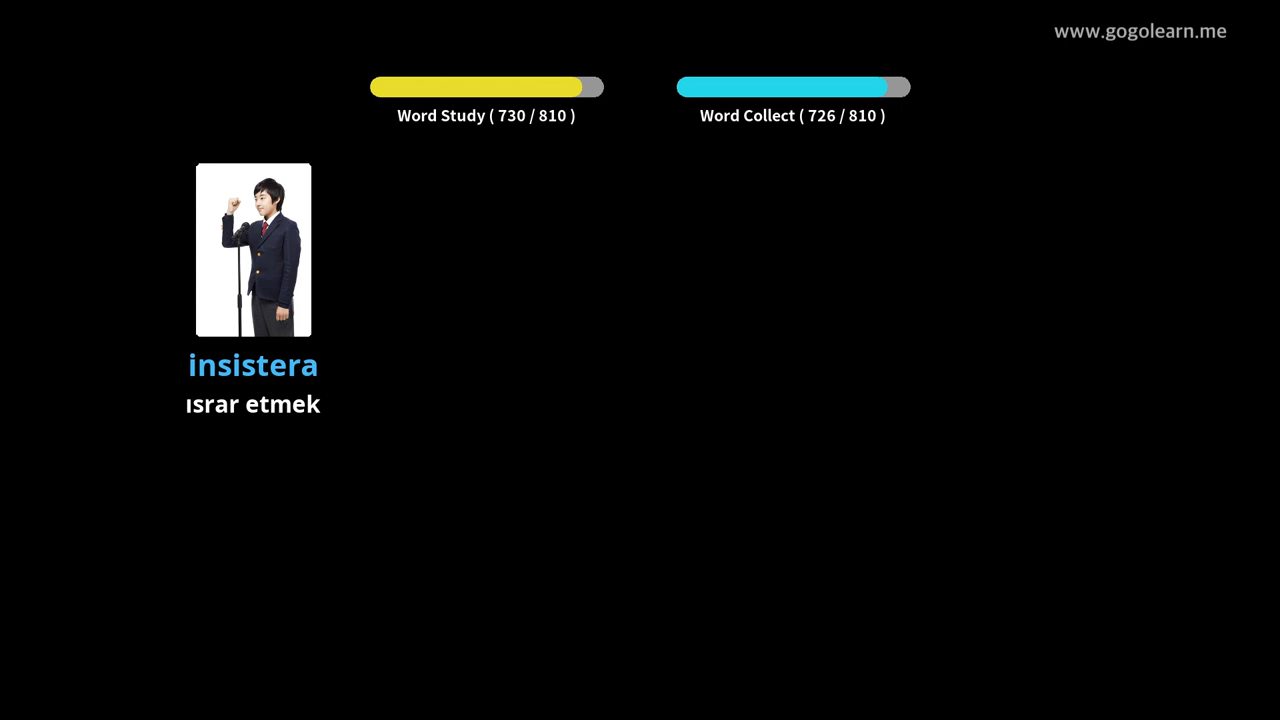 www.gogolearn.me
Word Study ( 730 / 810 )
Word Collect ( 726 / 810 )
insistera
ısrar etmek